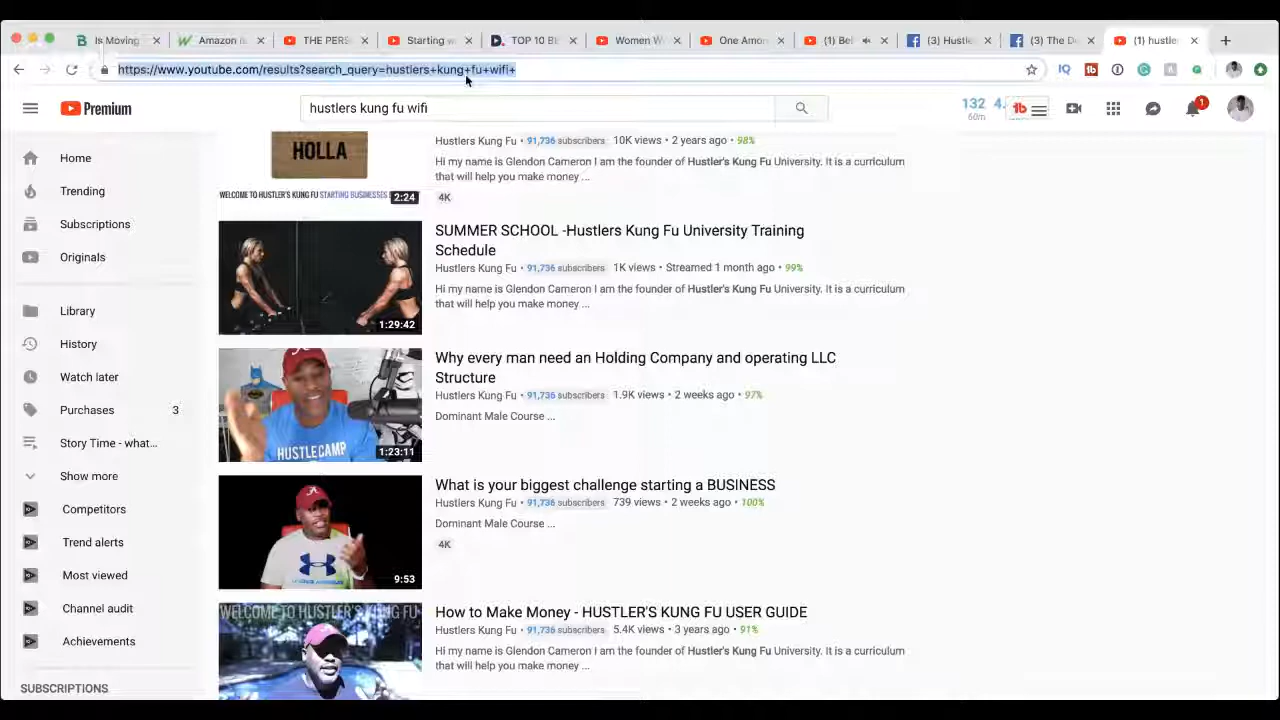 Is Moving
Amazon is
THE PERS
Starting w
TOP 10 BE
Women W
One Amon
(1) Bel
(3) Hustle
(3) The D
(1) hustler
https://www.youtube.com/results?search_query=hustlers+kung+fu+wifi+
Premium
hustlers kung fu wifi
132
60m
4.
1
Home
Trending
Subscriptions
Originals
Library
History
Watch later
Purchases 3
Story Time - what...
Show more
Competitors
Trend alerts
Most viewed
Channel audit
Achievements
SUBSCRIPTIONS
HOLLA
WELCOME TO HUSTLER'S KUNG FU STARTING BUSINESSES
2:24
Hustlers Kung Fu • 91,736 subscribers 10K views • 2 years ago • 98%
Hi my name is Glendon Cameron I am the founder of Hustler's Kung Fu University. It is a curriculum
that will help you make money ...
4K
1:29:42
SUMMER SCHOOL -Hustlers Kung Fu University Training
Schedule
Hustlers Kung Fu • 91,736 subscribers 1K views • Streamed 1 month ago • 99%
Hi my name is Glendon Cameron I am the founder of Hustler's Kung Fu University. It is a curriculum
that will help you make money ...
HUSTLECAMP
1:23:11
Why every man need an Holding Company and operating LLC
Structure
Hustlers Kung Fu • 91,736 subscribers 1.9K views • 2 weeks ago • 97%
Dominant Male Course ...
9:53
What is your biggest challenge starting a BUSINESS
Hustlers Kung Fu • 91,736 subscribers 739 views • 2 weeks ago • 100%
Dominant Male Course ...
4K
WELCOME TO HUSTLER'S KUNG FU
How to Make Money - HUSTLER'S KUNG FU USER GUIDE
Hustlers Kung Fu • 91,736 subscribers 5.4K views • 3 years ago • 91%
Hi my name is Glendon Cameron I am the founder of Hustler's Kung Fu University. It is a curriculum
that will help you make money ...